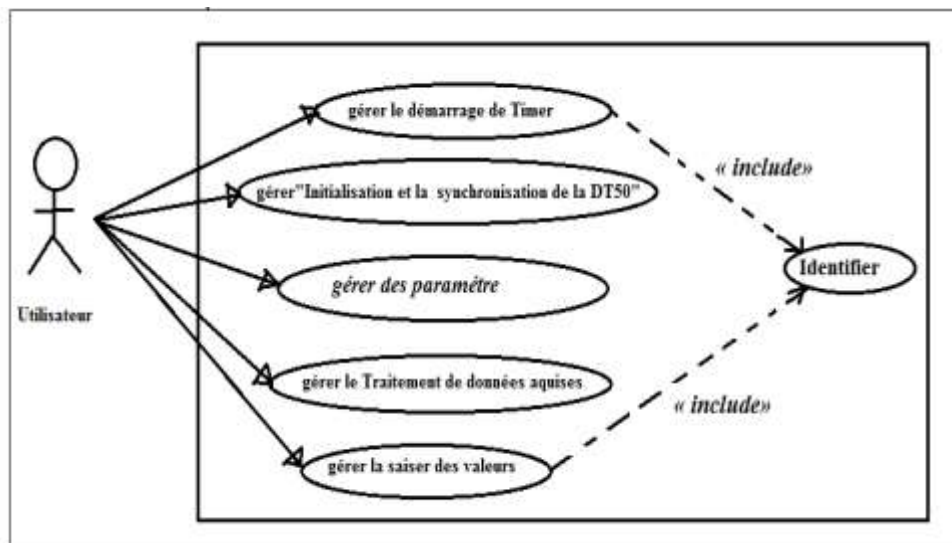 gérer le démarrage de Timer
« include»
gérer"Initialisation et la synchronisation de la DT50"
Identifier
gérer des paramétre
Utilisateur
gérer le Traitement de données aquises
« include»
gérer la saiser des valeurs